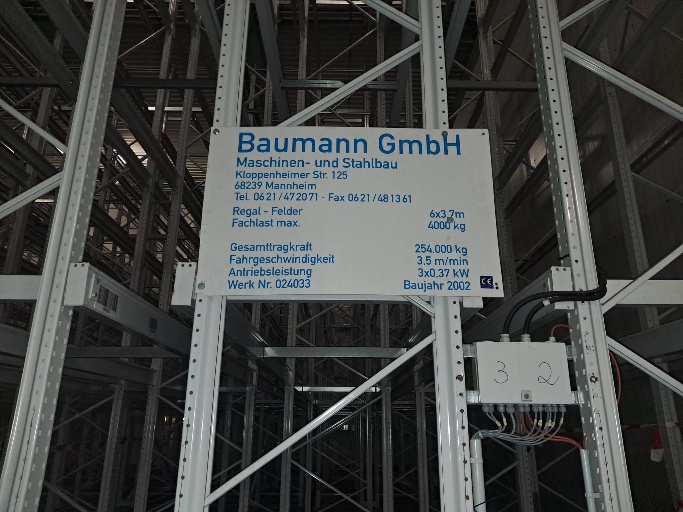 Baumann GmbH
Maschinen- und Stahlbau
Kloppenheimer Str. 125
68239 Mannheim
Tel. 0621/472071 - Fax 0621/481361
Regal - Felder 6x3,7m
Fachlast max. 4000 kg
Gesamttragkraft 254.000 kg
Fahrgeschwindigkeit 3,5 m/min
Antriebsleistung 3x0,37 kW
Werk Nr. 024033 Baujahr 2002 CE
3 2